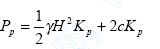 Pₚ = 1/2 γH²Kₚ + 2cKₚ